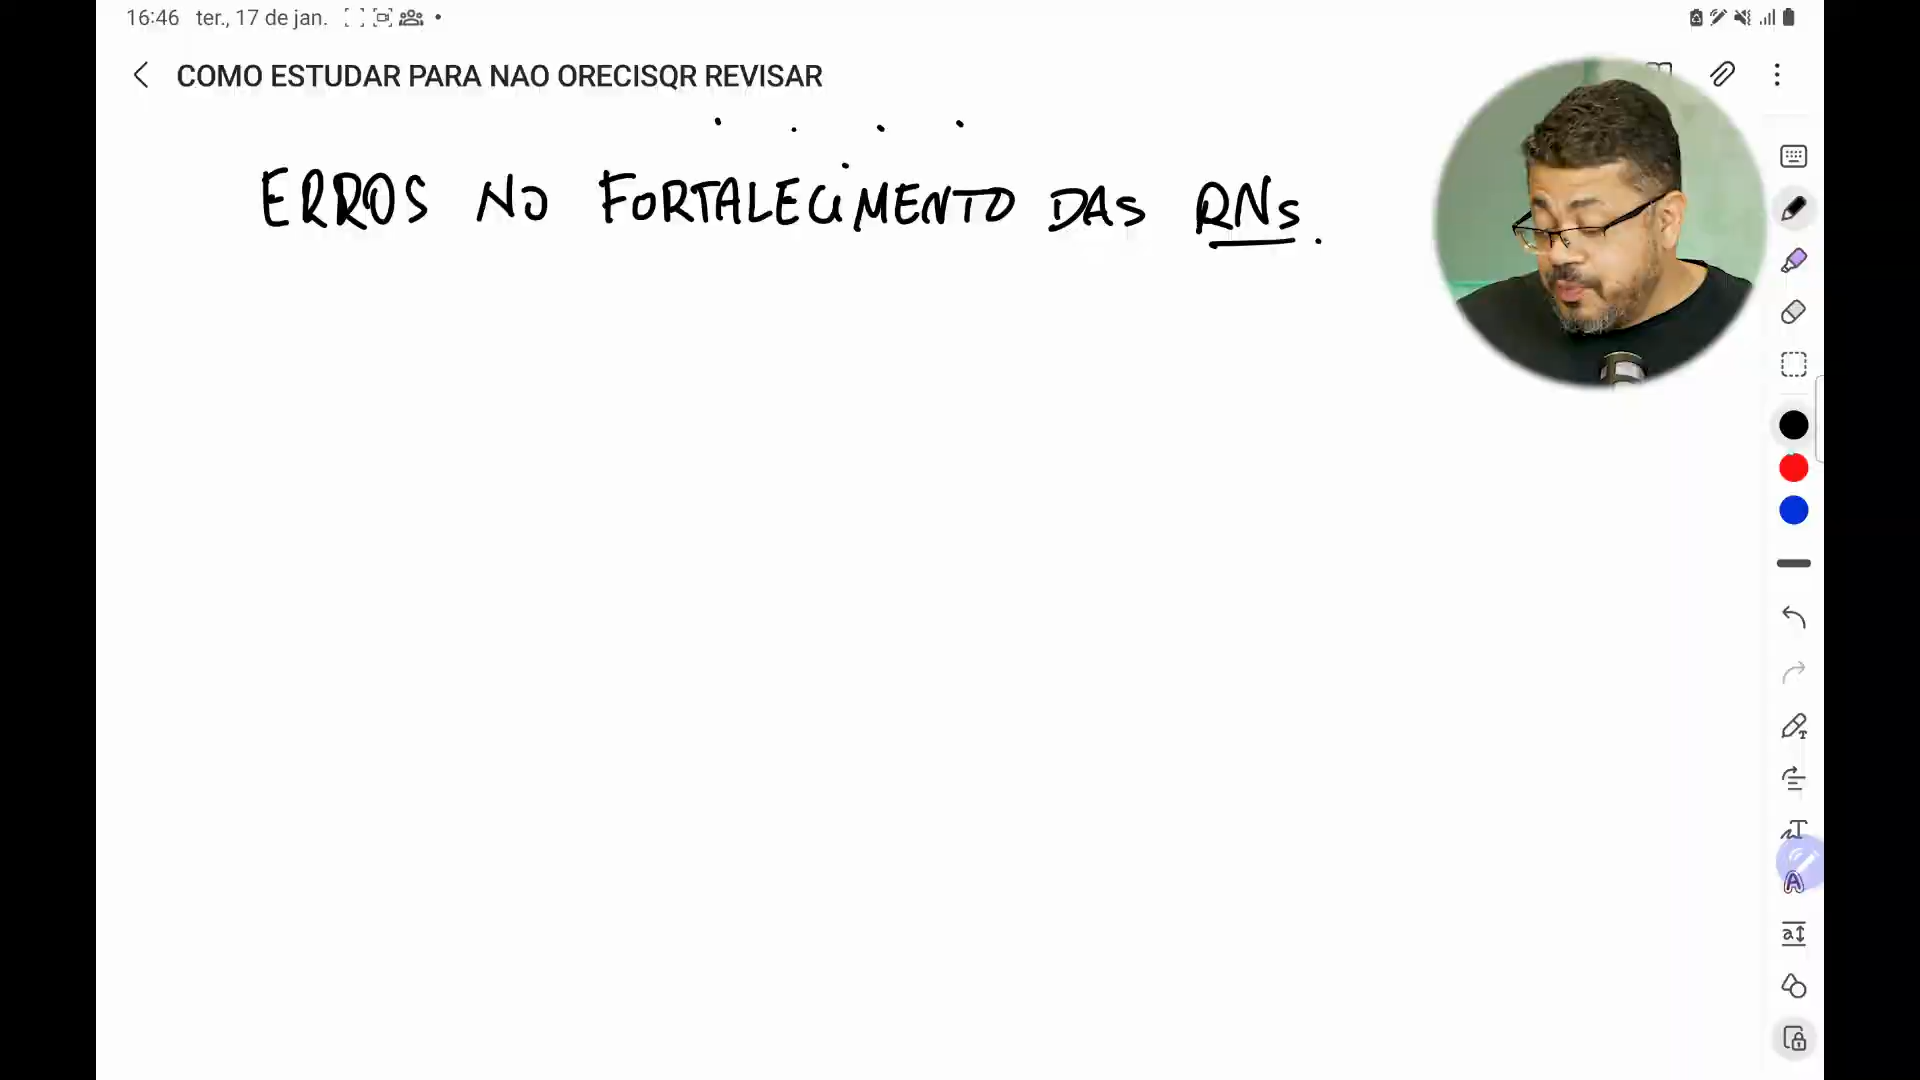 16:46 ter., 17 de jan.
COMO ESTUDAR PARA NAO ORECISQR REVISAR
ERROS NO FORTALECIMENTO DAS RNs.
T
T
A
a